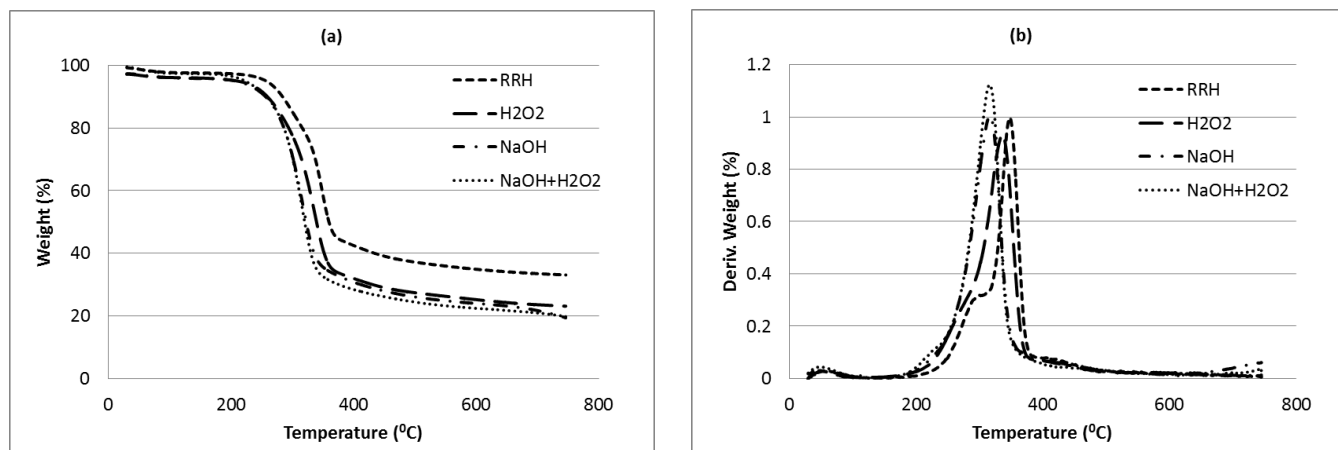 (a)
RRH
H2O2
NaOH
NaOH+H2O2
Weight (%)
100
80
60
40
20
0
0 200 400 600 800
Temperature (⁰C)
(b)
RRH
H2O2
NaOH
NaOH+H2O2
Deriv. Weight (%)
1.2
1
0.8
0.6
0.4
0.2
0
0 200 400 600 800
Temperature (⁰C)